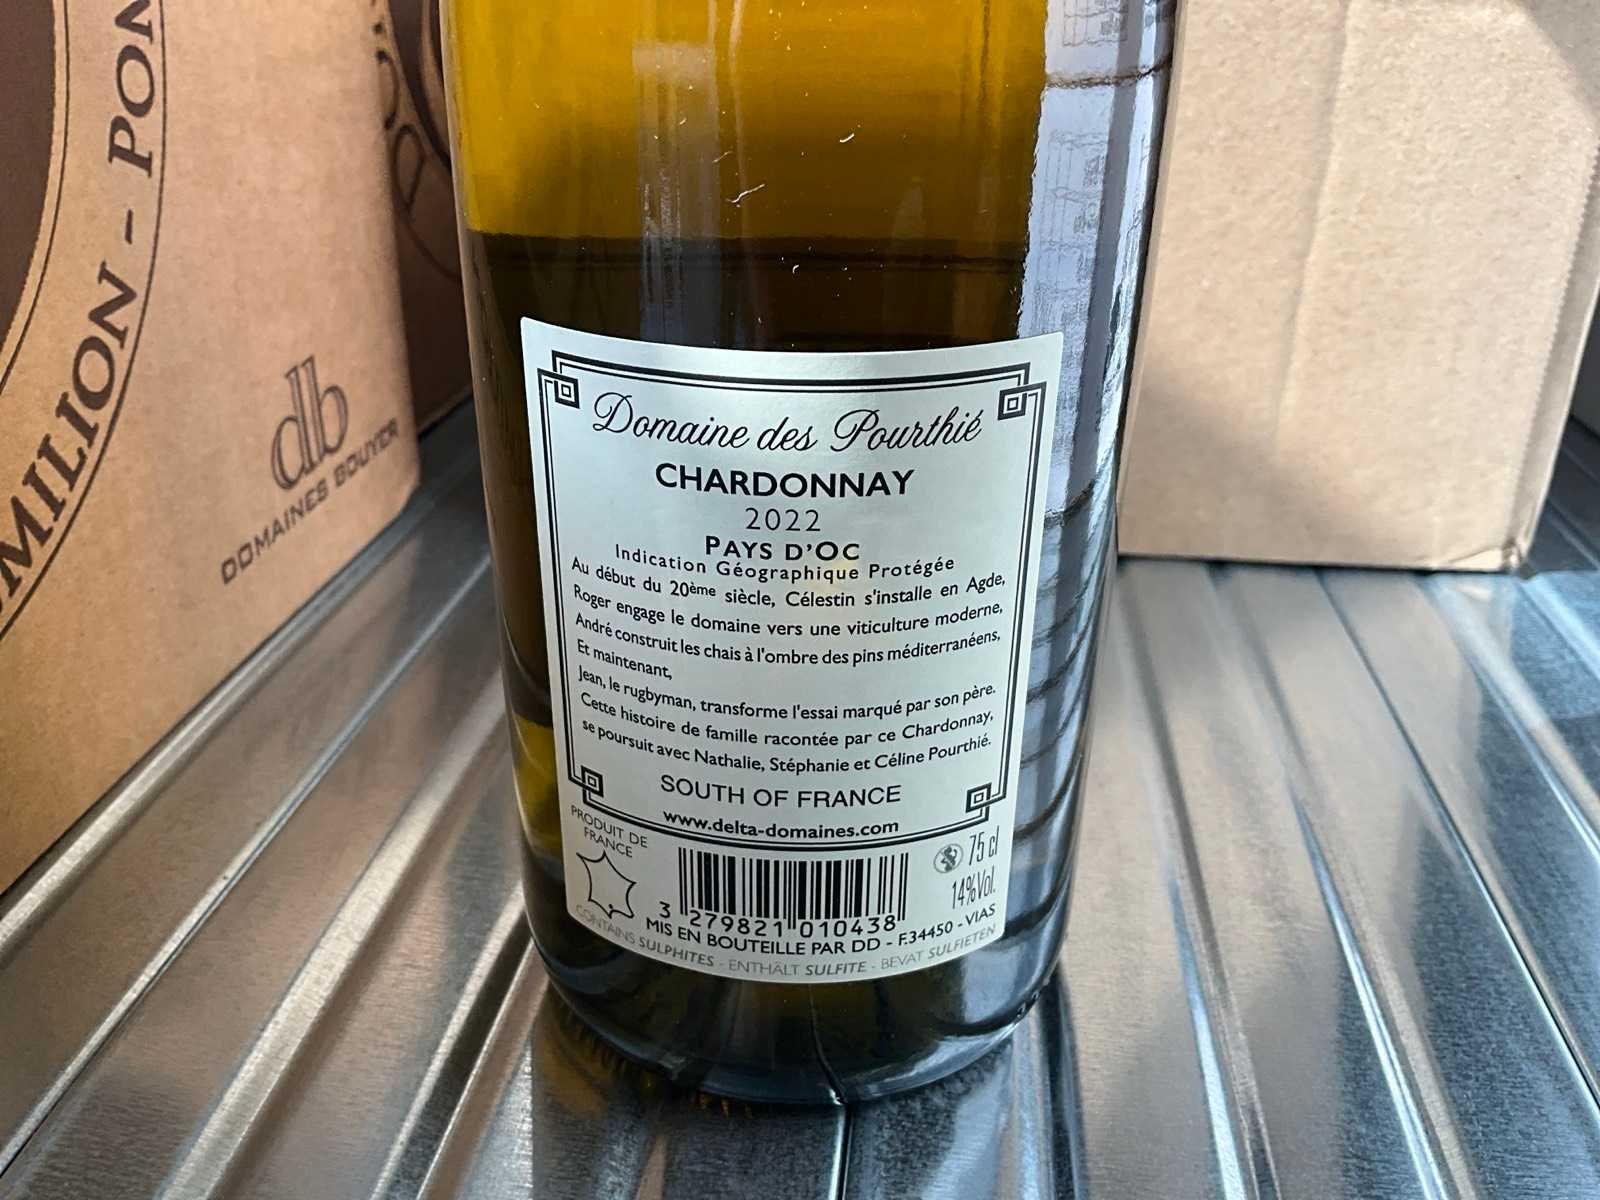 MILION - PON
db
DOMAINES BOUYER
Domaine des Pourthié
CHARDONNAY
2022
PAYS D'OC
Indication Géographique Protégée
Au début du 20ème siècle, Célestin s'installe en Agde,
Roger engage le domaine vers une viticulture moderne,
André construit les chais à l'ombre des pins méditerranéens,
Et maintenant,
Jean, le rugbyman, transforme l'essai marqué par son père.
Cette histoire de famille racontée par ce Chardonnay,
se poursuit avec Nathalie, Stéphanie et Céline Pourthié.
SOUTH OF FRANCE
www.delta-domaines.com
PRODUIT DE
FRANCE
75 cl
14%Vol.
3 279821 010438
MIS EN BOUTEILLE PAR DD - F.34450 - VIAS
CONTAINS SULPHITES - ENTHÄLT SULFITE - BEVAT SULFIETEN